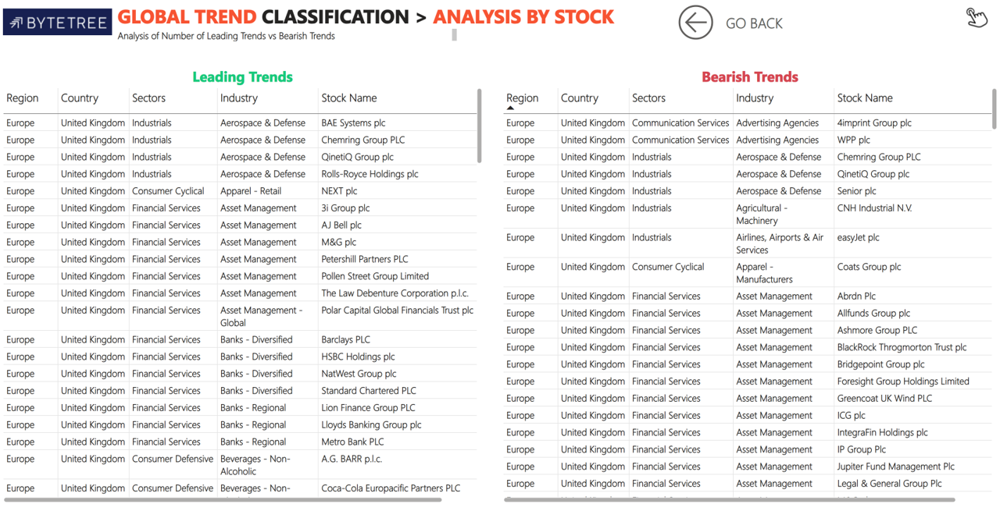 BYTETREE
GLOBAL TREND CLASSIFICATION > ANALYSIS BY STOCK
Analysis of Number of Leading Trends vs Bearish Trends
GO BACK
Leading Trends
Region Country Sectors Industry Stock Name
Europe United Kingdom Industrials Aerospace & Defense BAE Systems plc
Europe United Kingdom Industrials Aerospace & Defense Chemring Group PLC
Europe United Kingdom Industrials Aerospace & Defense QinetiQ Group plc
Europe United Kingdom Industrials Aerospace & Defense Rolls-Royce Holdings plc
Europe United Kingdom Consumer Cyclical Apparel - Retail NEXT plc
Europe United Kingdom Financial Services Asset Management 3i Group plc
Europe United Kingdom Financial Services Asset Management AJ Bell plc
Europe United Kingdom Financial Services Asset Management M&G plc
Europe United Kingdom Financial Services Asset Management Petershill Partners PLC
Europe United Kingdom Financial Services Asset Management Pollen Street Group Limited
Europe United Kingdom Financial Services Asset Management The Law Debenture Corporation p.l.c.
Europe United Kingdom Financial Services Asset Management - Polar Capital Global Financials Trust plc
Global
Europe United Kingdom Financial Services Banks - Diversified Barclays PLC
Europe United Kingdom Financial Services Banks - Diversified HSBC Holdings plc
Europe United Kingdom Financial Services Banks - Diversified NatWest Group plc
Europe United Kingdom Financial Services Banks - Diversified Standard Chartered PLC
Europe United Kingdom Financial Services Banks - Regional Lion Finance Group PLC
Europe United Kingdom Financial Services Banks - Regional Lloyds Banking Group plc
Europe United Kingdom Financial Services Banks - Regional Metro Bank PLC
Europe United Kingdom Consumer Defensive Beverages - Non- A.G. BARR p.l.c.
Alcoholic
Europe United Kingdom Consumer Defensive Beverages - Non- Coca-Cola Europacific Partners PLC
Bearish Trends
Region Country Sectors Industry Stock Name
Europe United Kingdom Communication Services Advertising Agencies 4imprint Group plc
Europe United Kingdom Communication Services Advertising Agencies WPP plc
Europe United Kingdom Industrials Aerospace & Defense Chemring Group PLC
Europe United Kingdom Industrials Aerospace & Defense QinetiQ Group plc
Europe United Kingdom Industrials Aerospace & Defense Senior plc
Europe United Kingdom Industrials Agricultural - CNH Industrial N.V.
Machinery
Europe United Kingdom Industrials Airlines, Airports & Air easyJet plc
Services
Europe United Kingdom Consumer Cyclical Apparel - Coats Group plc
Manufacturers
Europe United Kingdom Financial Services Asset Management Abrdn Plc
Europe United Kingdom Financial Services Asset Management Allfunds Group plc
Europe United Kingdom Financial Services Asset Management Ashmore Group PLC
Europe United Kingdom Financial Services Asset Management BlackRock Throgmorton Trust plc
Europe United Kingdom Financial Services Asset Management Bridgepoint Group plc
Europe United Kingdom Financial Services Asset Management Foresight Group Holdings Limited
Europe United Kingdom Financial Services Asset Management Greencoat UK Wind PLC
Europe United Kingdom Financial Services Asset Management ICG plc
Europe United Kingdom Financial Services Asset Management IntegraFin Holdings plc
Europe United Kingdom Financial Services Asset Management IP Group Plc
Europe United Kingdom Financial Services Asset Management Jupiter Fund Management Plc
Europe United Kingdom Financial Services Asset Management Legal & General Group Plc